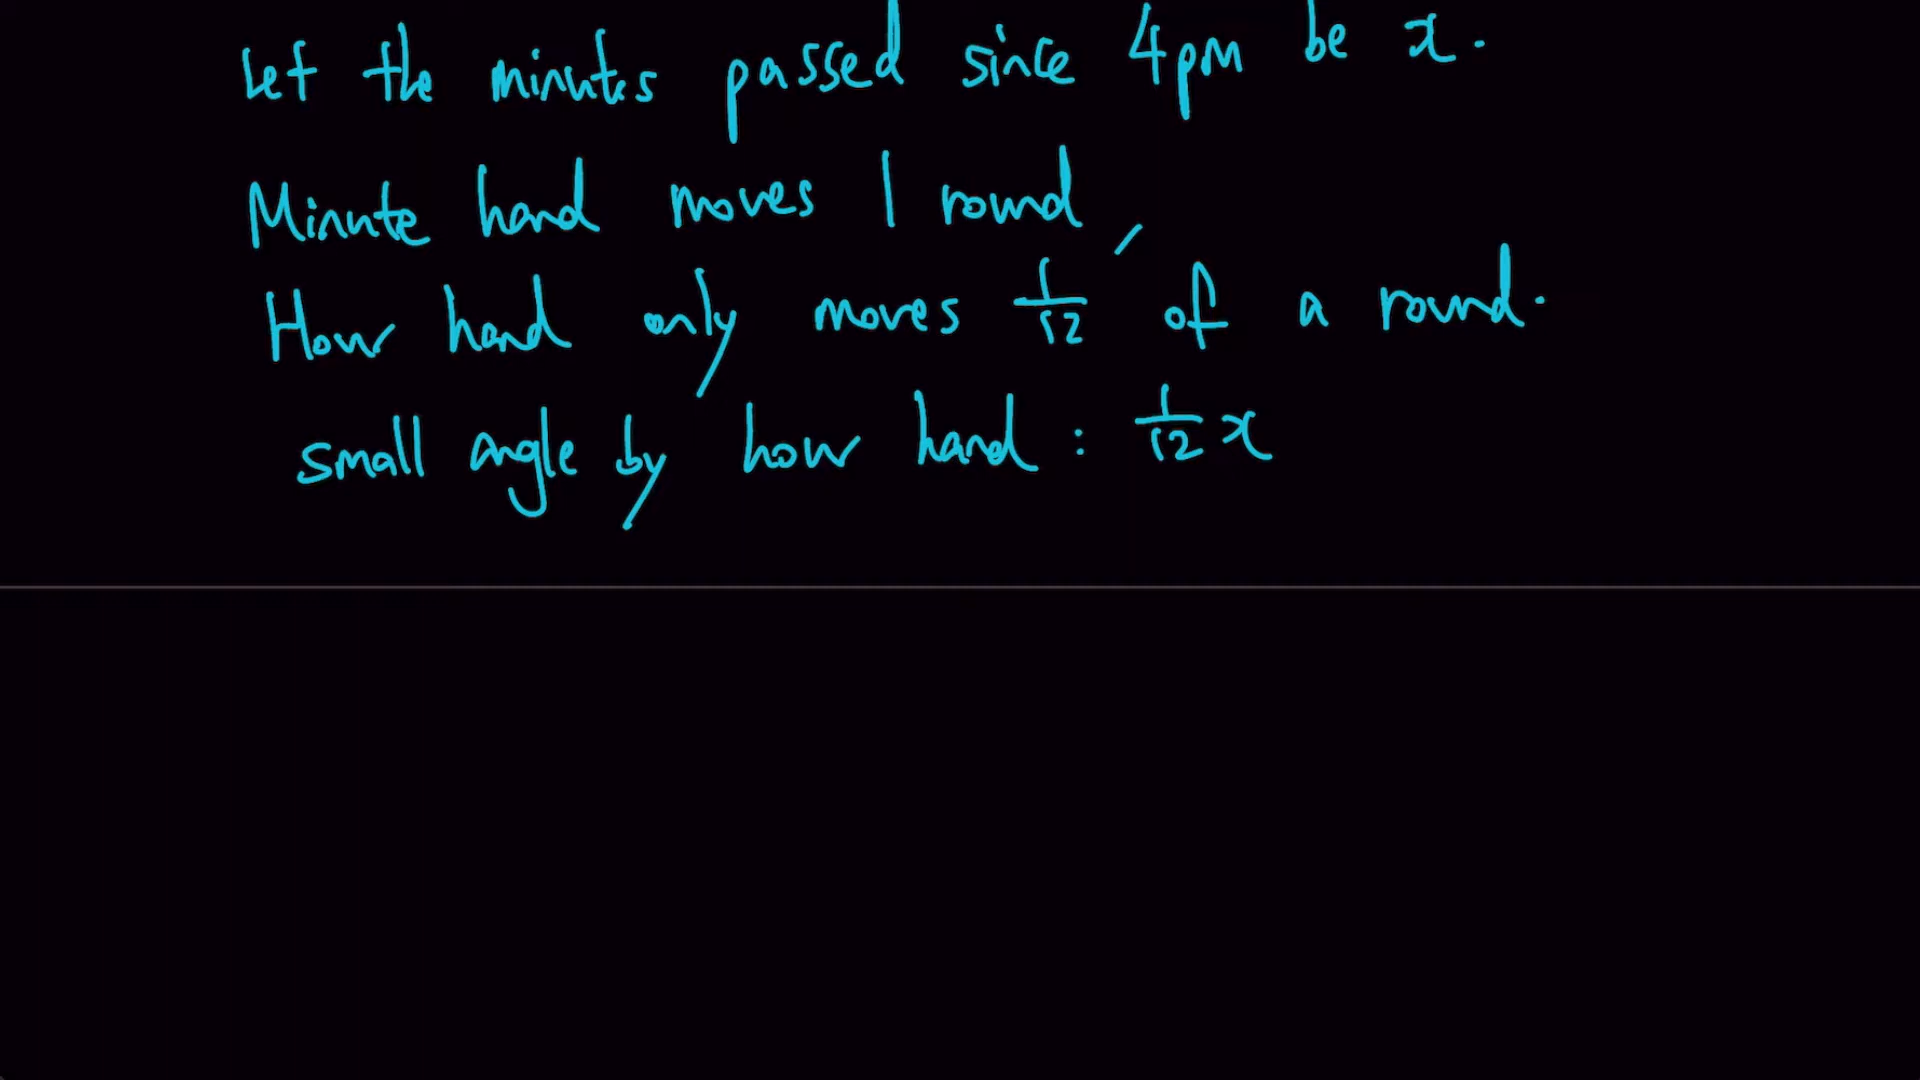 Let the minutes passed since 4pm be x.
Minute hand moves 1 round,
Hour hand only moves 1/12 of a round.
small angle by hour hand : 1/12 x